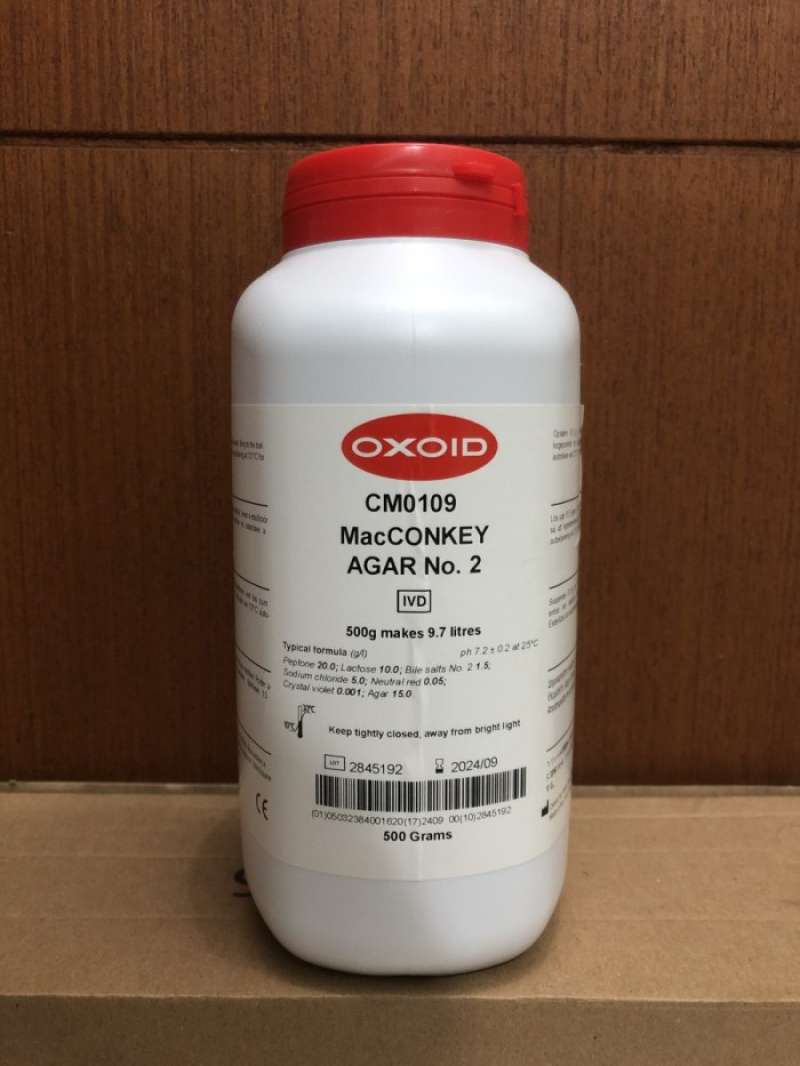 OXOID
CM0109
MacCONKEY
AGAR No. 2
IVD
500g makes 9.7 litres
Typical formula (g/l) ph 7.2 ± 0.2 at 25°C
Peptone 20.0; Lactose 10.0; Bile salts No. 2 1.5;
Sodium chloride 5.0; Neutral red 0.05;
Crystal violet 0.001; Agar 15.0
10°C
Keep tightly closed, away from bright light
LOT 2845192 2024/09
(01)05032384001620(17)2409 00(10)2845192
500 Grams
CE